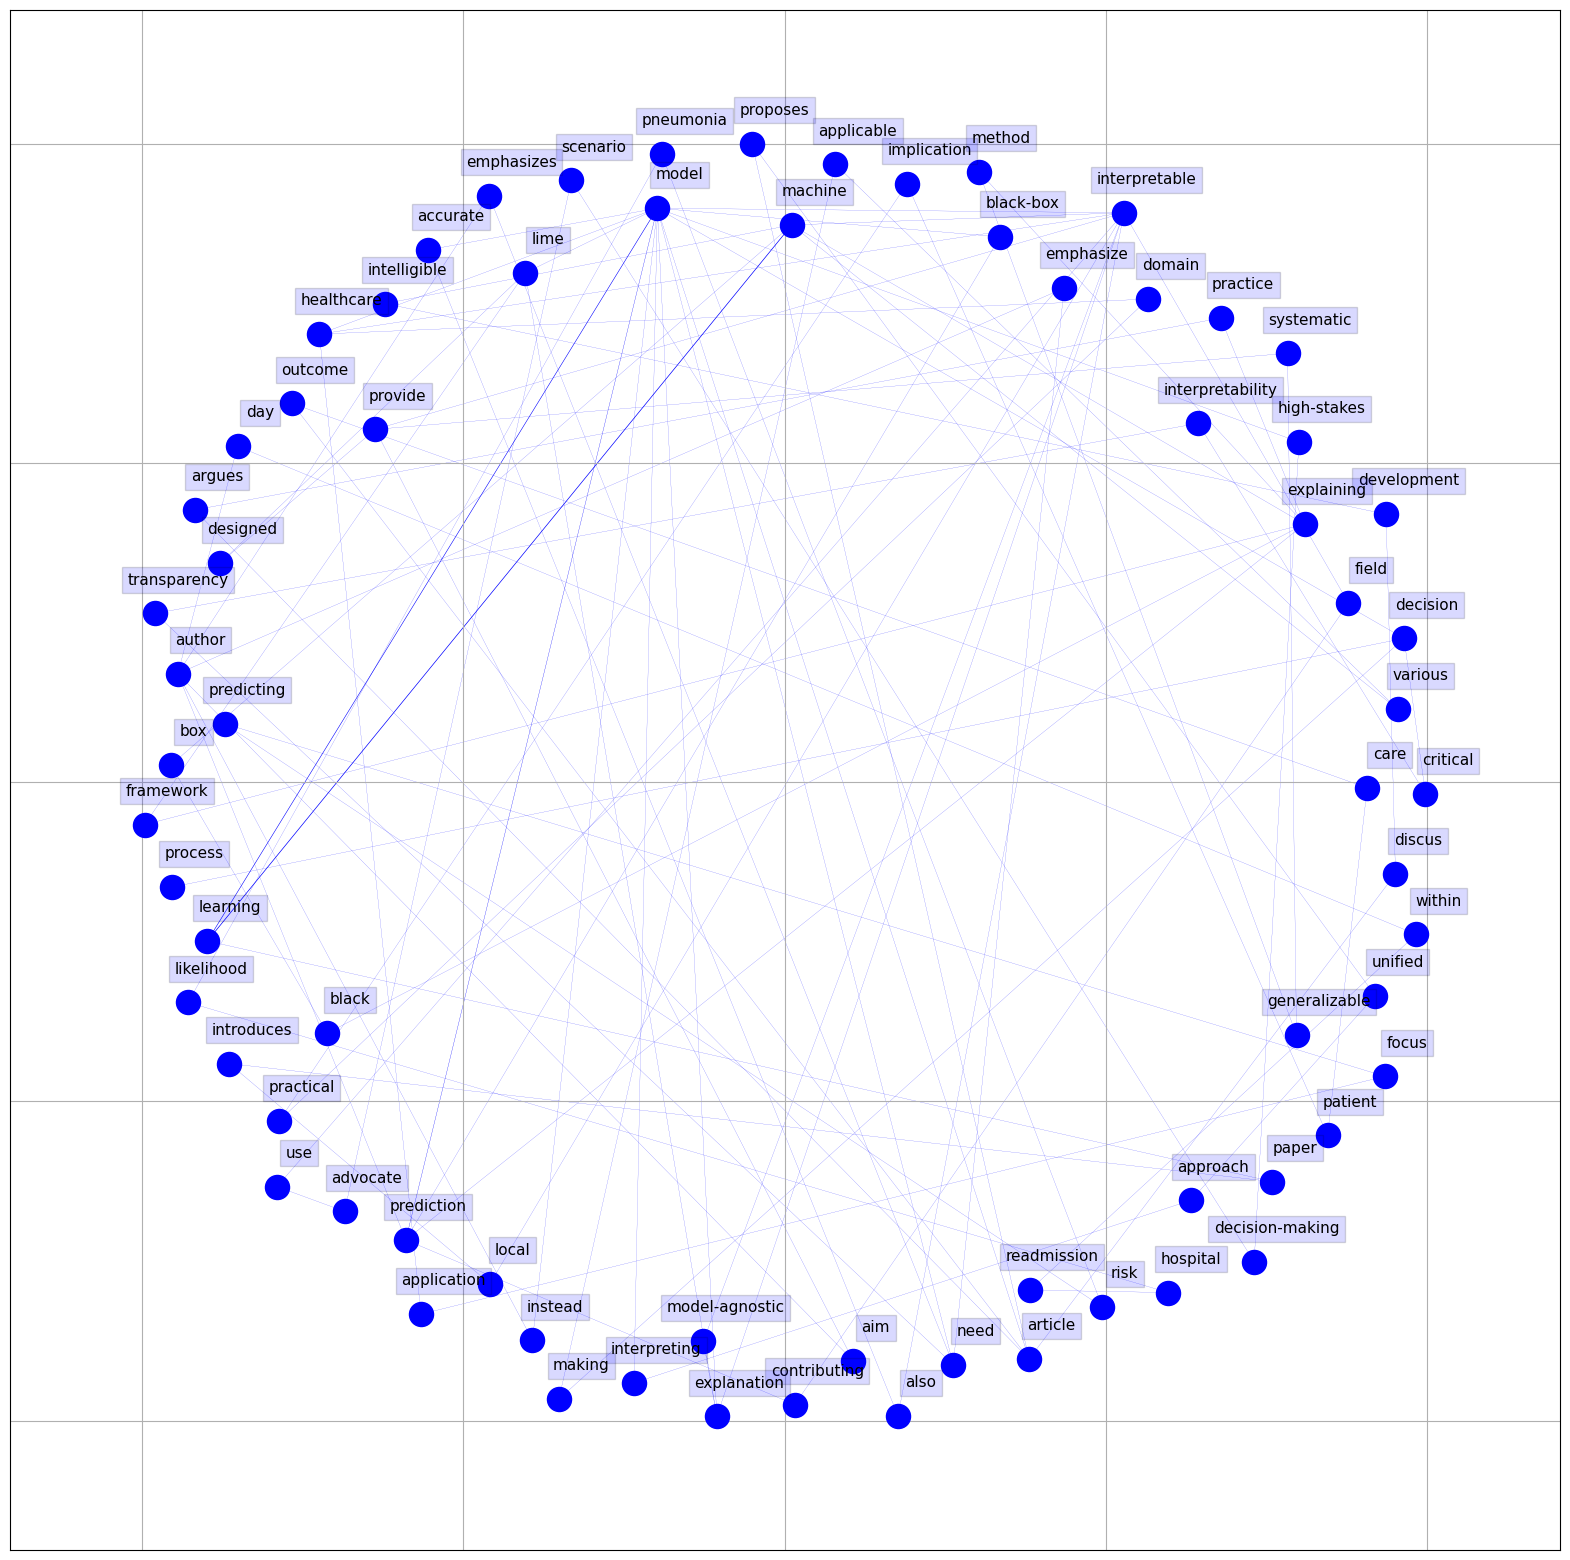 proposes
pneumonia
applicable
method
scenario
implication
emphasizes
model
interpretable
machine
black-box
accurate
lime
emphasize
domain
intelligible
practice
healthcare
systematic
outcome
interpretability
provide
high-stakes
day
argues
development
explaining
designed
field
transparency
decision
author
various
predicting
box
care
critical
framework
discus
process
within
learning
unified
likelihood
black
generalizable
introduces
focus
practical
patient
use
paper
approach
advocate
prediction
decision-making
local
readmission
hospital
application
risk
instead
model-agnostic
aim
need
article
interpreting
making
contributing
explanation
also